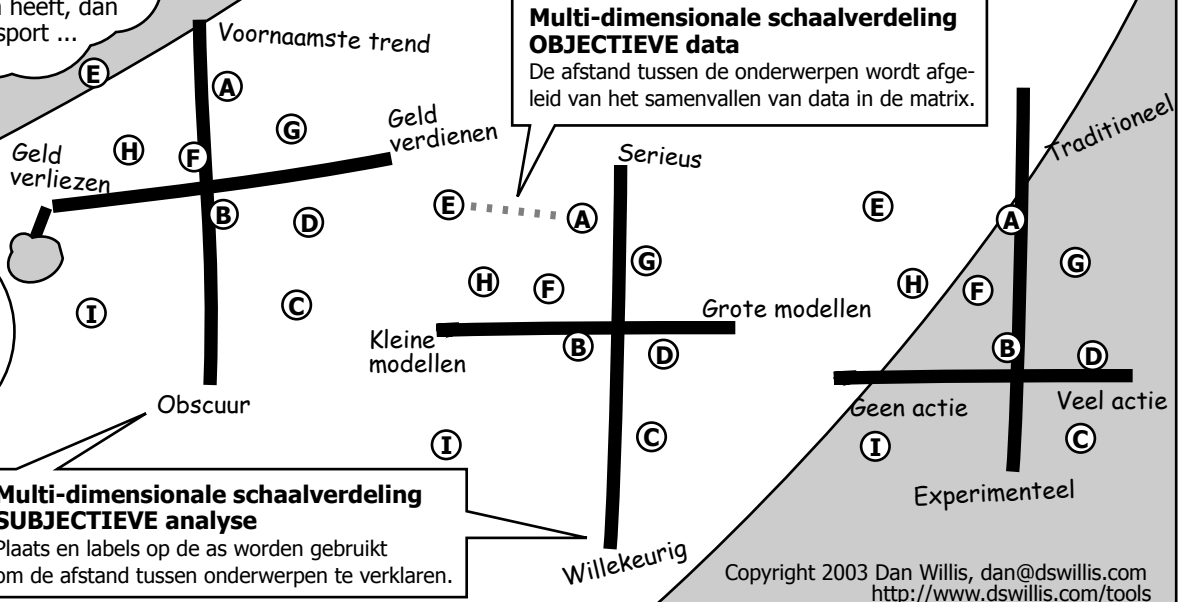 heeft, dan
sport ...
Multi-dimensionale schaalverdeling
OBJECTIEVE data
De afstand tussen de onderwerpen wordt afge-
leid van het samenvallen van data in de matrix.
Voornaamste trend
E
A
G
H
F
Geld
verdienen
Geld
verliezen
B
D
I
C
Obscuur
Serieus
E
A
G
H
F
Grote modellen
Kleine
modellen
B
D
I
C
Willekeurig
Traditioneel
E
A
G
H
F
B
D
Geen actie
Veel actie
I
C
Experimenteel
Multi-dimensionale schaalverdeling
SUBJECTIEVE analyse
Plaats en labels op de as worden gebruikt
om de afstand tussen onderwerpen te verklaren.
Copyright 2003 Dan Willis, dan@dswillis.com
http://www.dswillis.com/tools